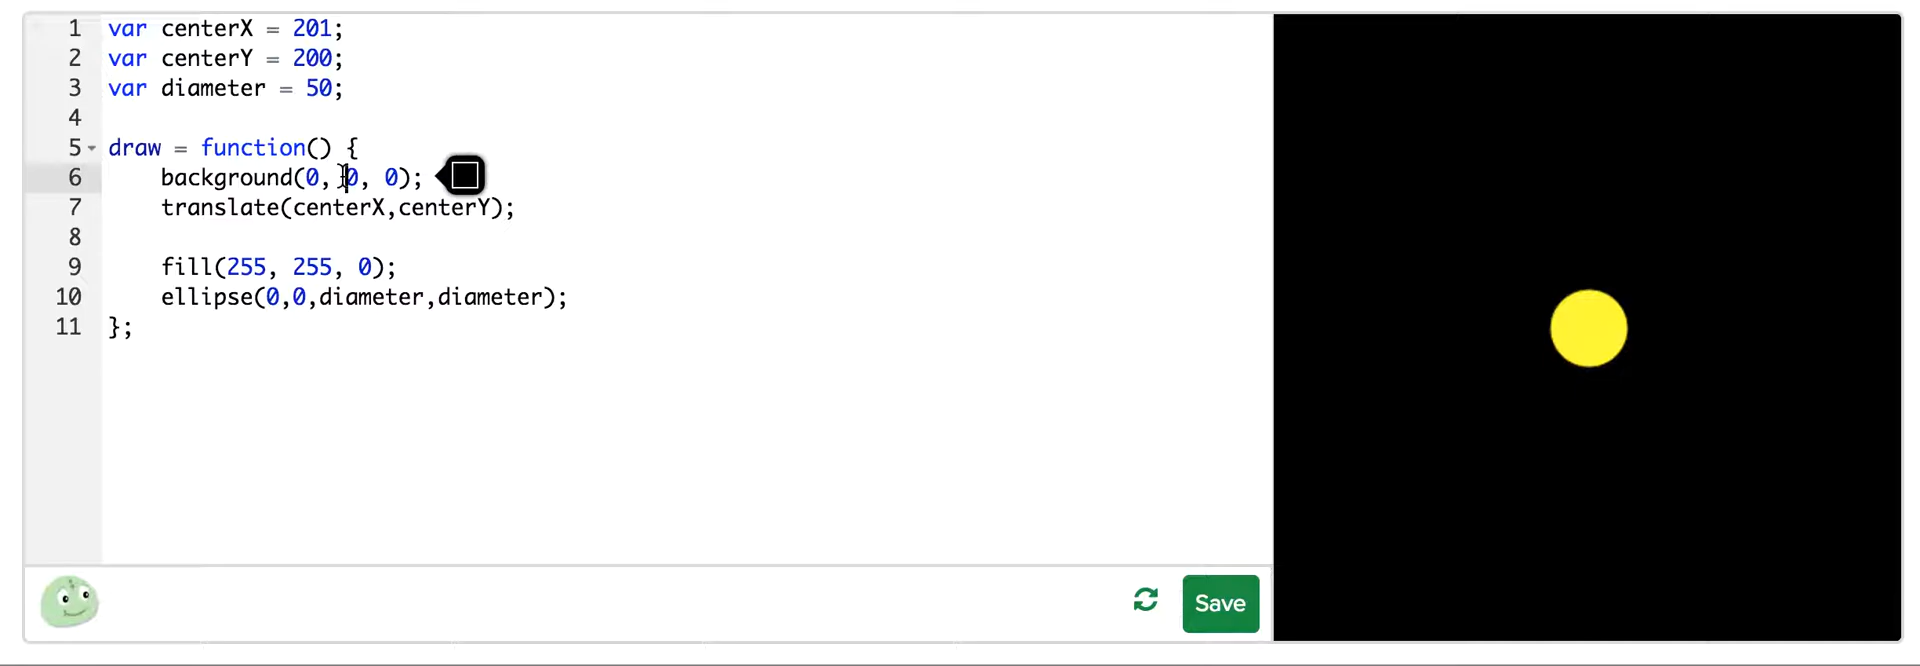 1 var centerX = 201;
2 var centerY = 200;
3 var diameter = 50;
4
5 draw = function() {
6 background(0, 0, 0);
7 translate(centerX,centerY);
8
9 fill(255, 255, 0);
10 ellipse(0,0,diameter,diameter);
11 };
Save